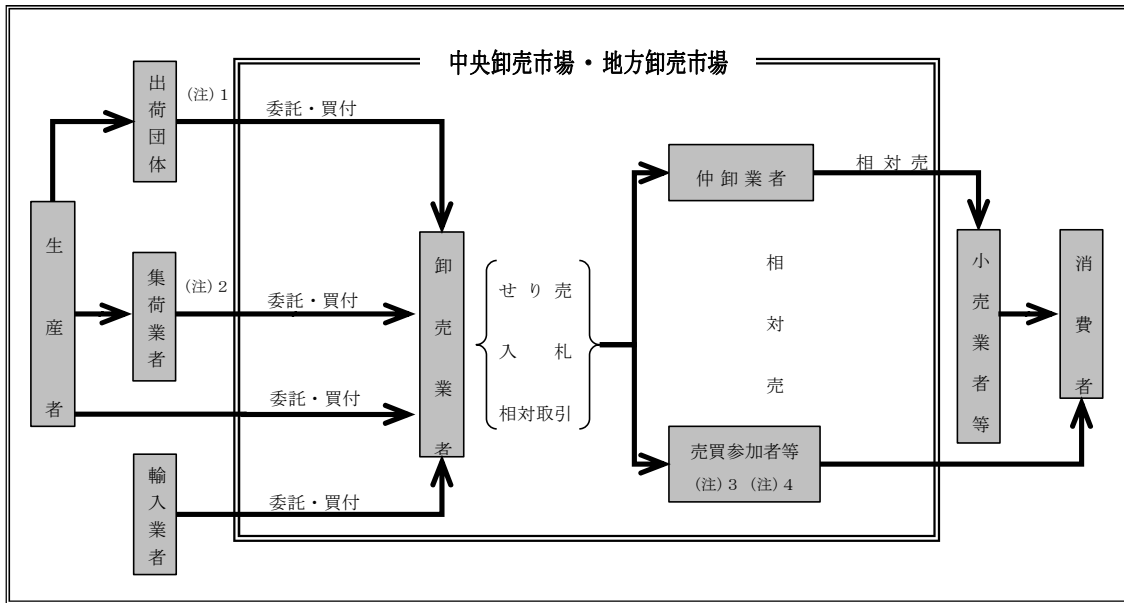 中央卸売市場・地方卸売市場
出荷団体
(注)1
委託・買付
生産者
集荷業者
(注)2
委託・買付
委託・買付
輸入業者
委託・買付
卸売業者
せり売
入札
相対取引
仲卸業者
相対売
相対売
売買参加者等
(注)3 (注)4
小売業者等
消費者